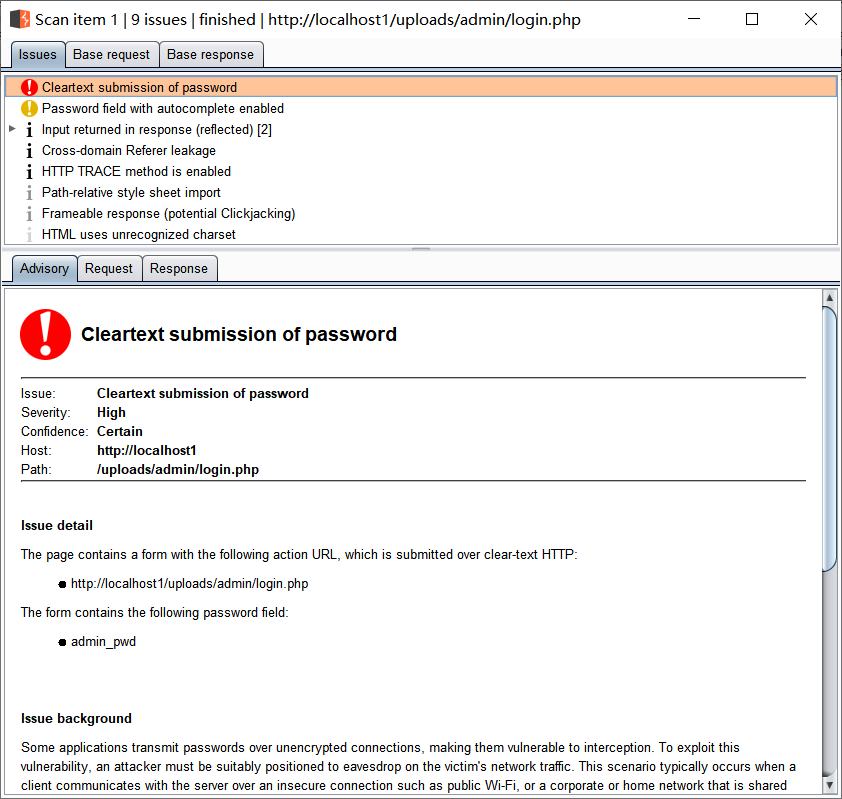 Scan item 1 | 9 issues | finished | http://localhost1/uploads/admin/login.php
Issues Base request Base response
Cleartext submission of password
Password field with autocomplete enabled
Input returned in response (reflected) [2]
Cross-domain Referer leakage
HTTP TRACE method is enabled
Path-relative style sheet import
Frameable response (potential Clickjacking)
HTML uses unrecognized charset
Advisory Request Response
Cleartext submission of password
Issue: Cleartext submission of password
Severity: High
Confidence: Certain
Host: http://localhost1
Path: /uploads/admin/login.php
Issue detail
The page contains a form with the following action URL, which is submitted over clear-text HTTP:
● http://localhost1/uploads/admin/login.php
The form contains the following password field:
● admin_pwd
Issue background
Some applications transmit passwords over unencrypted connections, making them vulnerable to interception. To exploit this
vulnerability, an attacker must be suitably positioned to eavesdrop on the victim's network traffic. This scenario typically occurs when a
client communicates with the server over an insecure connection such as public Wi-Fi, or a corporate or home network that is shared